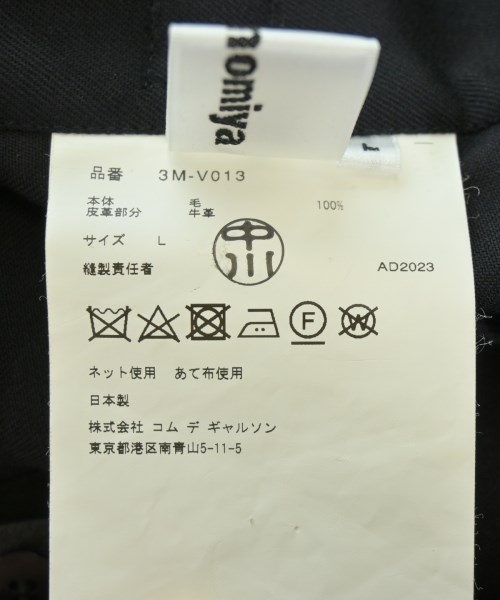 nomiya
L
品番 3M-V013
本体 毛 100%
皮革部分 牛革
サイズ L
中川
縫製責任者
AD2023
F
W
ネット使用 あて布使用
日本製
株式会社 コム デ ギャルソン
東京都港区南青山5-11-5